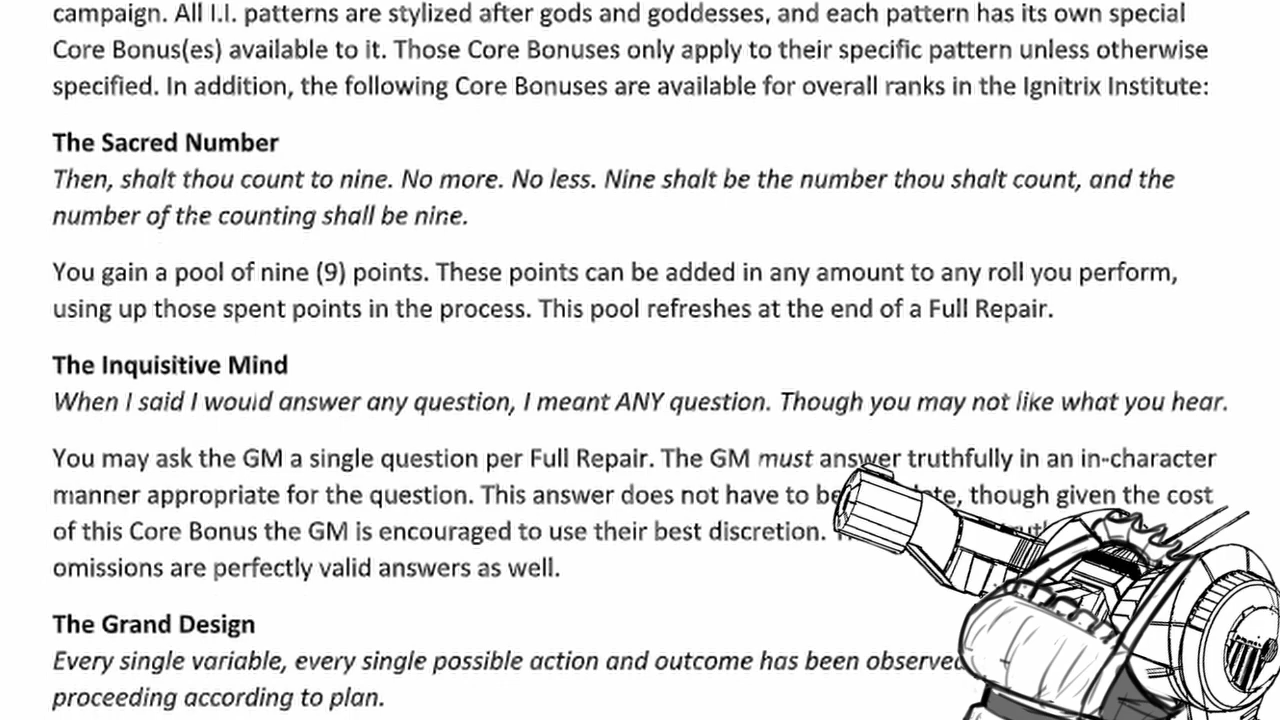 campaign. All I.I. patterns are stylized after gods and goddesses, and each pattern has its own special
Core Bonus(es) available to it. Those Core Bonuses only apply to their specific pattern unless otherwise
specified. In addition, the following Core Bonuses are available for overall ranks in the Ignitrix Institute:
The Sacred Number
Then, shalt thou count to nine. No more. No less. Nine shalt be the number thou shalt count, and the
number of the counting shall be nine.
You gain a pool of nine (9) points. These points can be added in any amount to any roll you perform,
using up those spent points in the process. This pool refreshes at the end of a Full Repair.
The Inquisitive Mind
When I said I would answer any question, I meant ANY question. Though you may not like what you hear.
You may ask the GM a single question per Full Repair. The GM must answer truthfully in an in-character
manner appropriate for the question. This answer does not have to be though given the cost
of this Core Bonus the GM is encouraged to use their best discretion.
omissions are perfectly valid answers as well.
The Grand Design
Every single variable, every single possible action and outcome has been observed
proceeding according to plan.